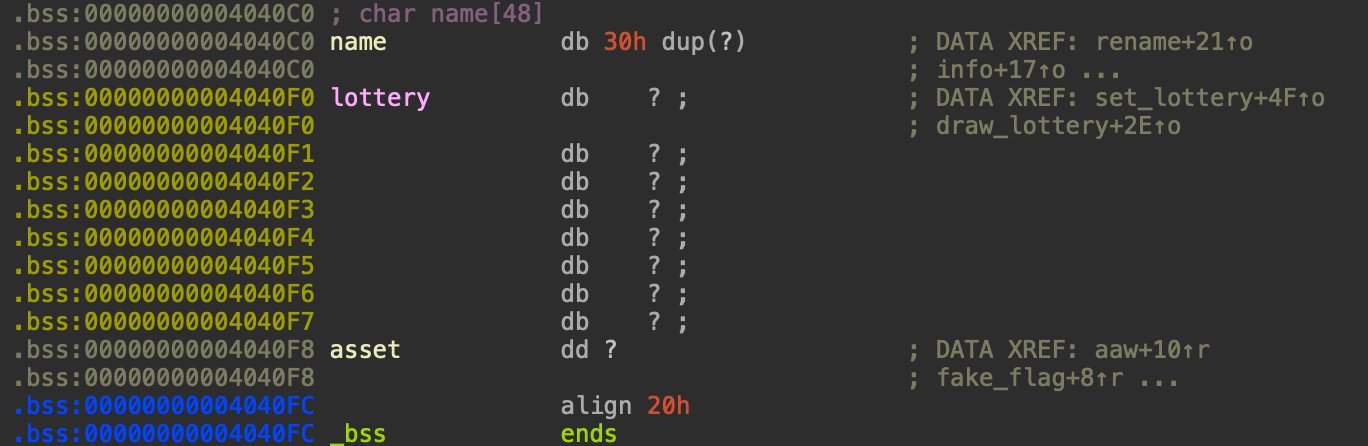 .bss:00000000004040C0 ; char name[48]
.bss:00000000004040C0 name db 30h dup(?) ; DATA XREF: rename+21↑o
.bss:00000000004040C0 ; info+17↑o ...
.bss:00000000004040F0 lottery db ? ; ; DATA XREF: set_lottery+4F↑o
.bss:00000000004040F0 ; draw_lottery+2E↑o
.bss:00000000004040F1 db ? ;
.bss:00000000004040F2 db ? ;
.bss:00000000004040F3 db ? ;
.bss:00000000004040F4 db ? ;
.bss:00000000004040F5 db ? ;
.bss:00000000004040F6 db ? ;
.bss:00000000004040F7 db ? ;
.bss:00000000004040F8 asset dd ? ; DATA XREF: aaw+10↑r
.bss:00000000004040F8 ; fake_flag+8↑r ...
.bss:00000000004040FC align 20h
.bss:00000000004040FC _bss ends